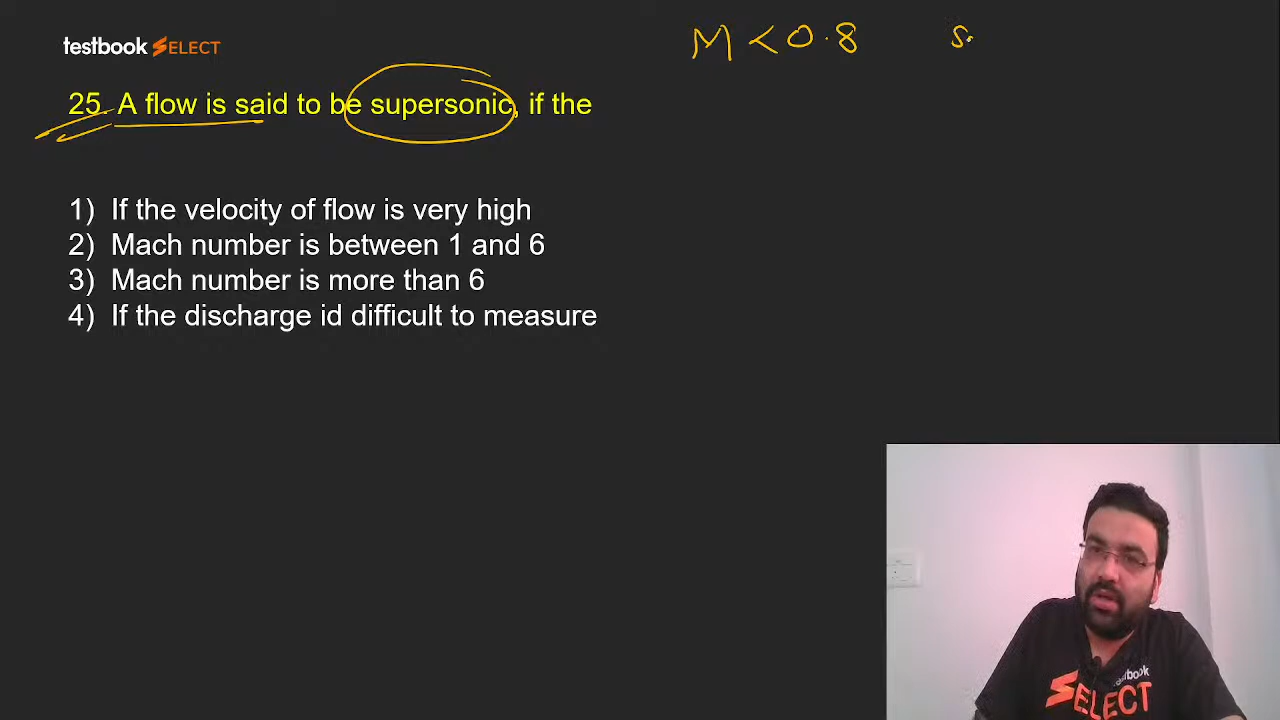 testbook SELECT
M < 0.8 S
25. A flow is said to be supersonic, if the
1) If the velocity of flow is very high
2) Mach number is between 1 and 6
3) Mach number is more than 6
4) If the discharge id difficult to measure
testbook
SELECT